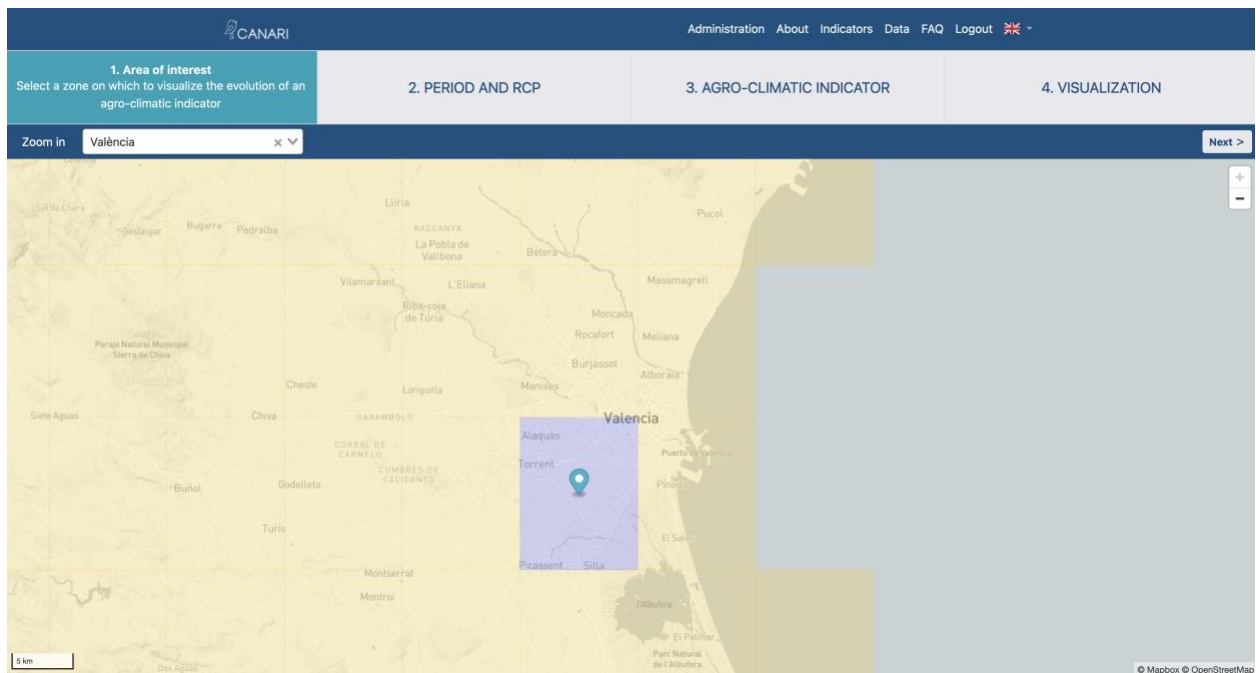 CANARI
Administration About Indicators Data FAQ Logout
1. Area of interest
Select a zone on which to visualize the evolution of an
agro-climatic indicator
2. PERIOD AND RCP
3. AGRO-CLIMATIC INDICATOR
4. VISUALIZATION
Zoom in
València
Next >
Sot de Chera
Gestalgar
Bugarra
Pedralba
Llíria
RASCANYA
La Pobla de
Vallbona
Bétera
Puçol
Vilamarxant
L'Eliana
Masamagrell
Riba-roja
de Túria
Moncada
Rocafort
Meliana
Paraje Natural Municipal
Sierra de Chiva
Burjassot
Alboraia
Cheste
Loriguilla
Manises
Siete Aguas
Chiva
CARAMBOLO
Valencia
CORRAL DE
CARMELO
Alaquàs
Puerto de Valencia
CUMBRES DE
CALICANTO
Torrent
Buñol
Godelleta
Pinedo
Turís
El Saler
Picassent
Silla
Montserrat
Montroi
l'Albufera
El Palmar
Parc Natural
de l'Albufera
Dos Aguas
5 km
+
−
© Mapbox © OpenStreetMap